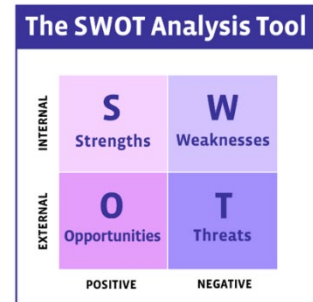 The SWOT Analysis Tool
INTERNAL
S
Strengths
W
Weaknesses
EXTERNAL
O
Opportunities
T
Threats
POSITIVE
NEGATIVE